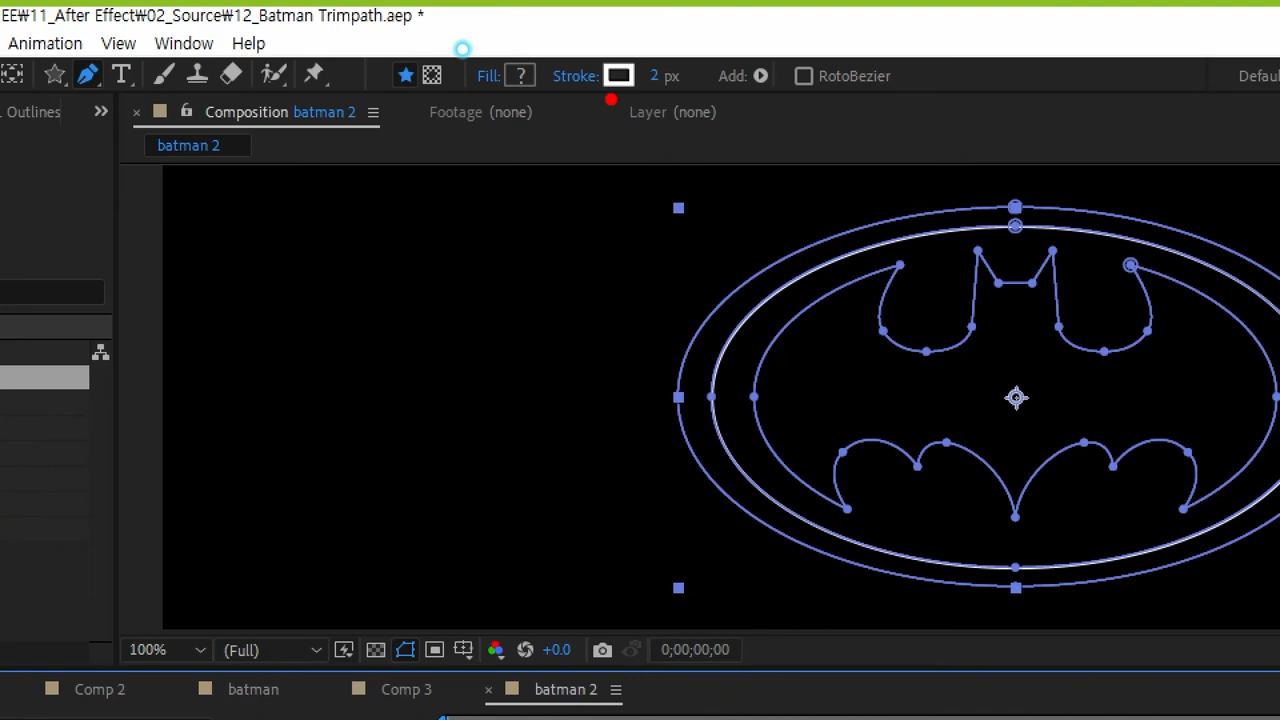 EE₩11_After Effect₩02_Source₩12_Batman Trimpath.aep *
Animation View Window Help
Fill: ? Stroke: 2 px Add: RotoBezier Defaul
Outlines
Composition batman 2 Footage (none) Layer (none)
batman 2
100% (Full) +0.0 0;00;00;00
Comp 2 batman Comp 3 batman 2